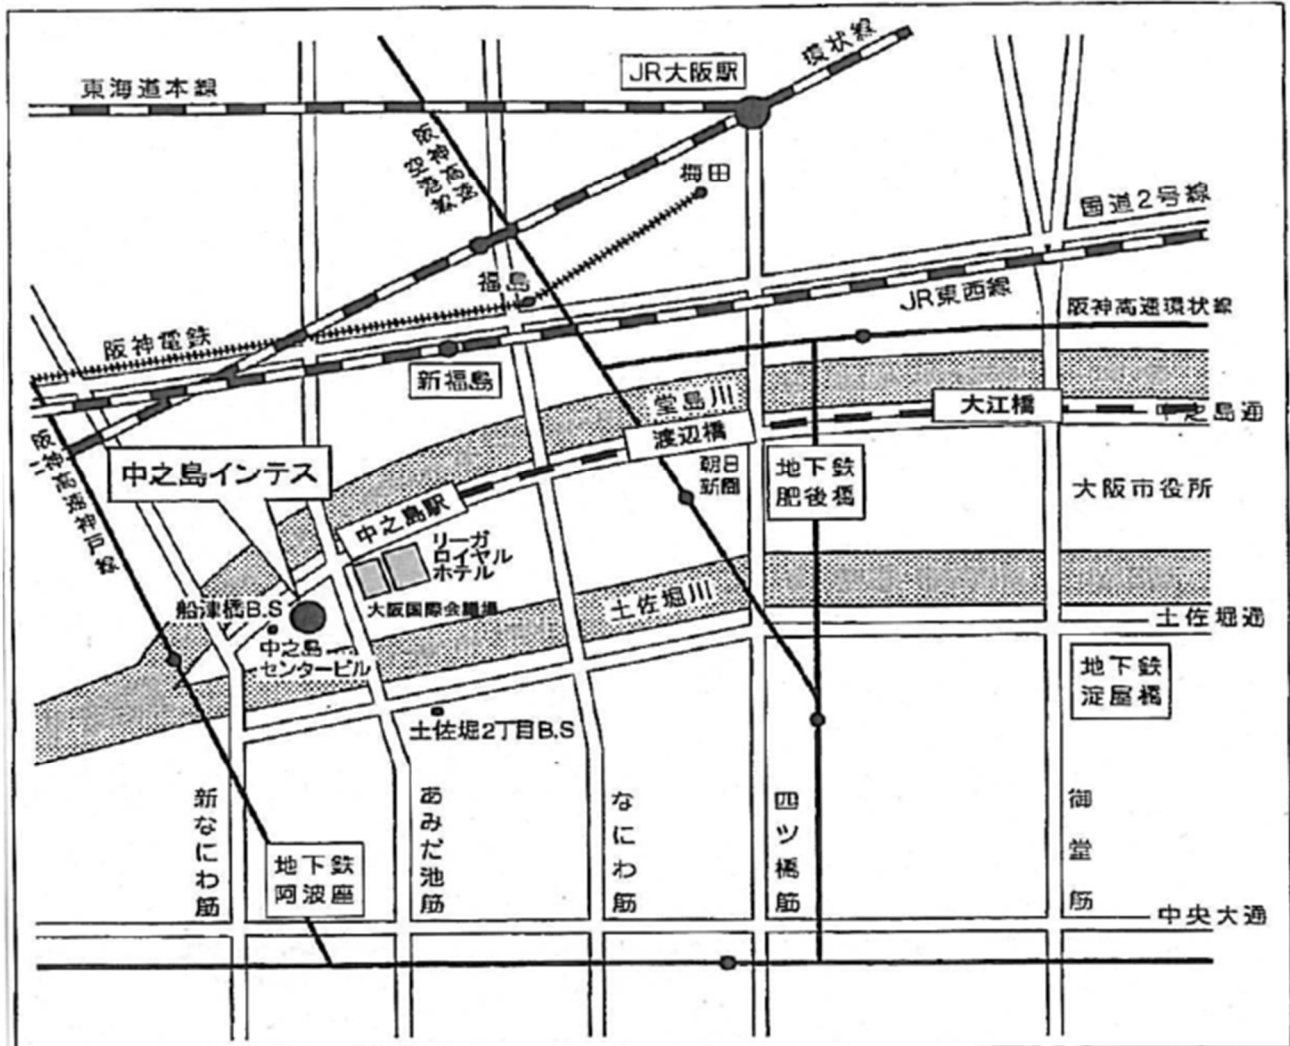 環状線
JR大阪駅
東海道本線
阪神高速
空港線
梅田
国道2号線
福島
JR東西線
阪神高速環状線
阪神電鉄
新福島
堂島川
大江橋
中之島通
渡辺橋
阪神高速神戸線
中之島インテス
朝日
新聞
地下鉄
肥後橋
大阪市役所
中之島駅
リーガ
ロイヤル
ホテル
船津橋B.S
大阪国際会議場
土佐堀川
土佐堀通
中之島
センタービル
地下鉄
淀屋橋
土佐堀2丁目B.S
新なにわ筋
あみだ池筋
なにわ筋
四ツ橋筋
御堂筋
地下鉄
阿波座
中央大通